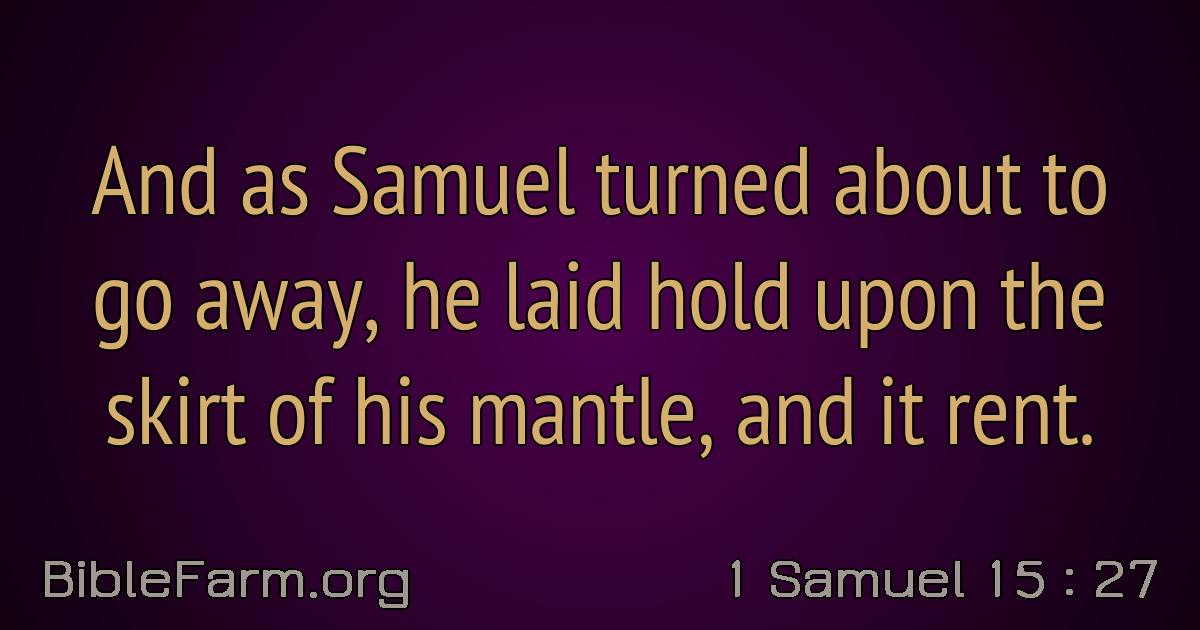 And as Samuel turned about to
go away, he laid hold upon the
skirt of his mantle, and it rent.
BibleFarm.org
1 Samuel 15 : 27